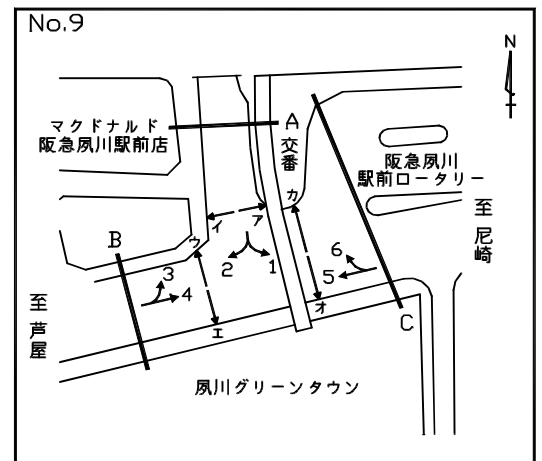 No.9
N
マクドナルド
阪急夙川駅前店
A
交番
阪急夙川
駅前ロータリー
カ
ア
イ
ウ
至 尼崎
B
1
2
3
4
5
6
オ
エ
C
至 芦屋
夙川グリーンタウン